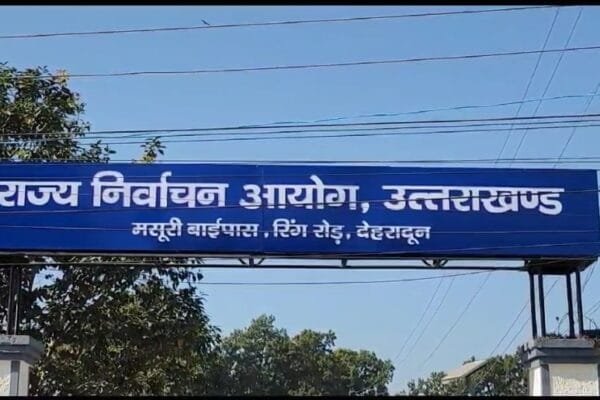 राज्य निर्वाचन आयोग, उत्तराखण्ड
मसूरी बाईपास, रिंग रोड़, देहरादून